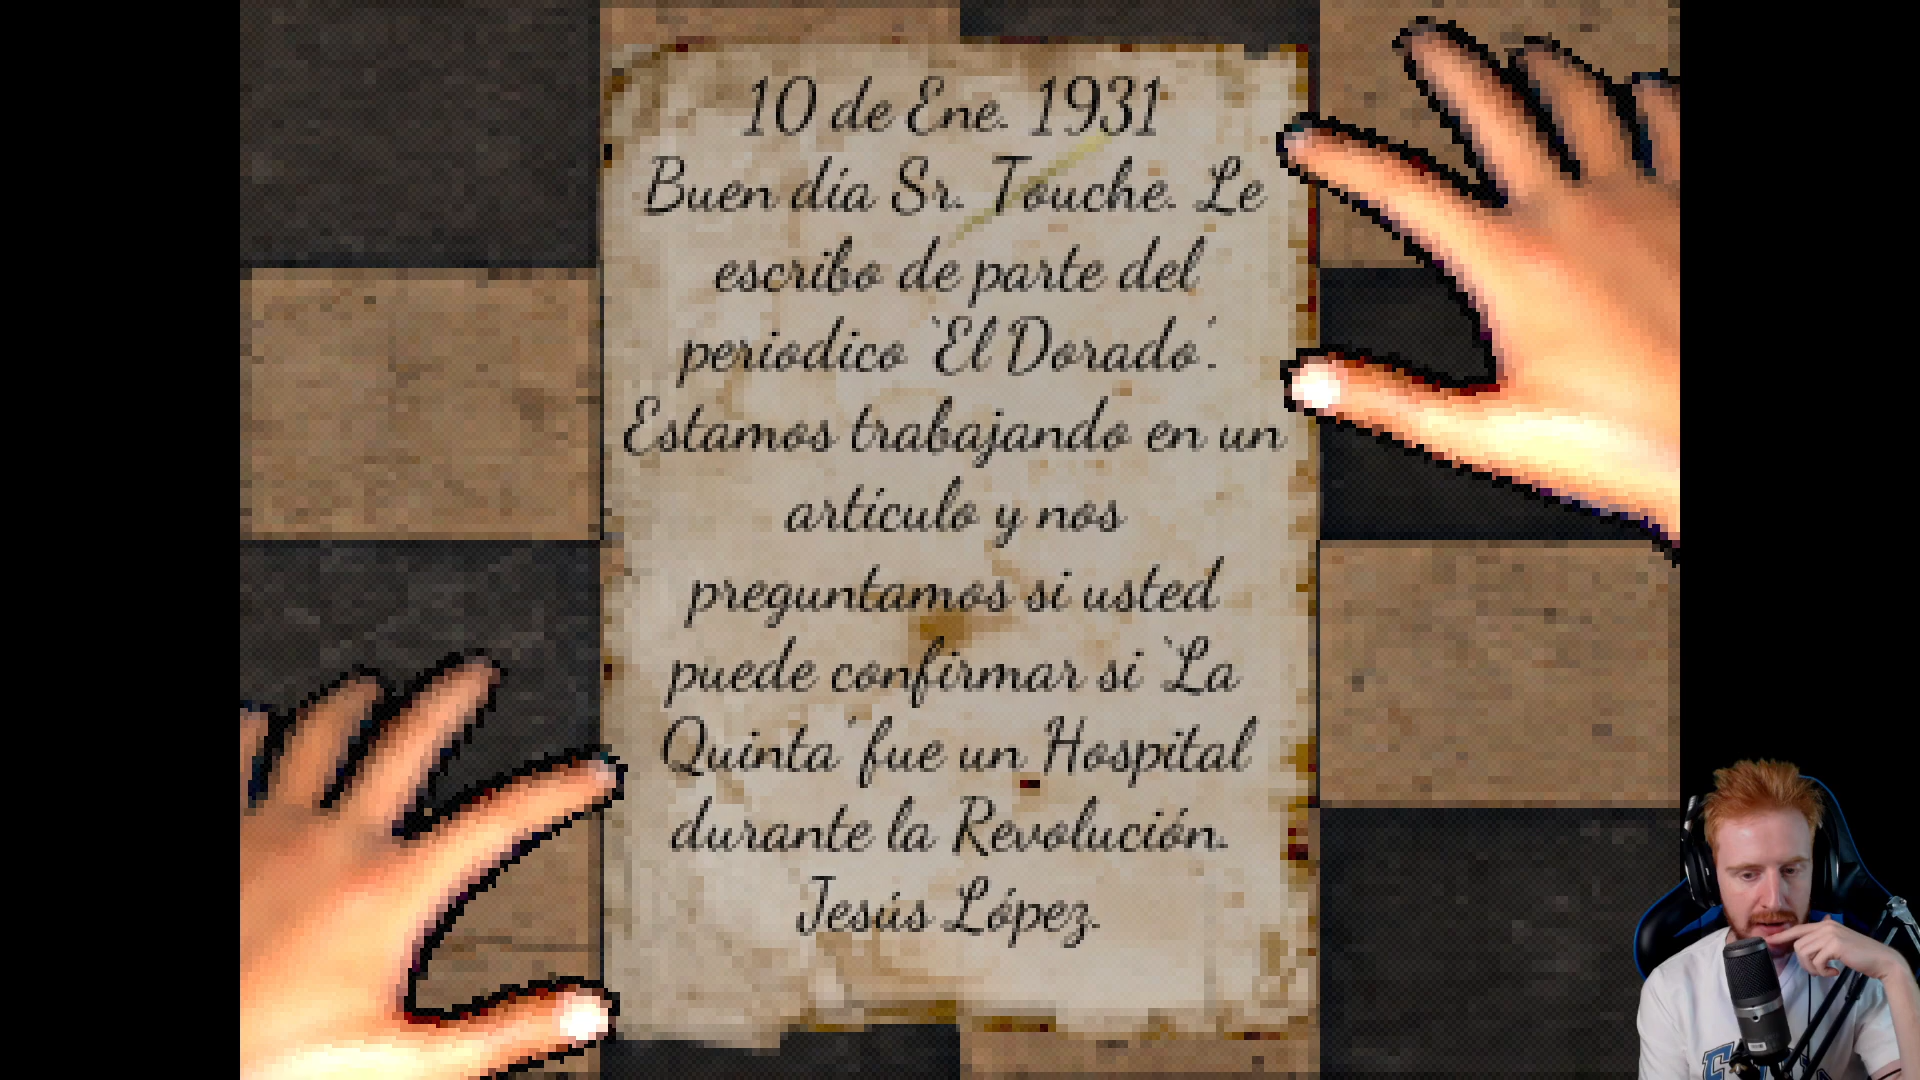 10 de Ene. 1931
Buen día Sr. Touche. Le
escribo de parte del
periodico `El Dorado´.
Estamos trabajando en un
artículo y nos
preguntamos si usted
puede confirmar si `La
Quinta´ fue un Hospital
durante la Revolución.
Jesús López.